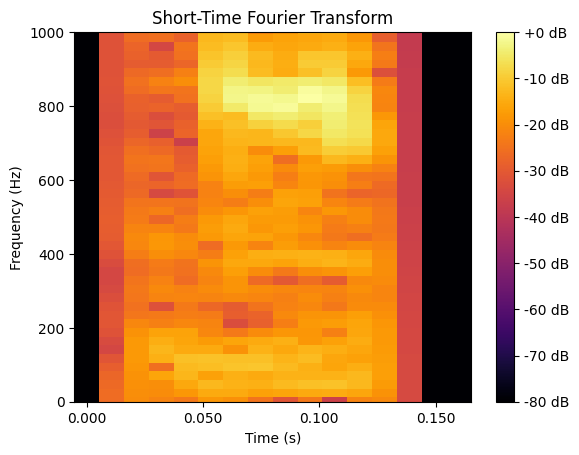 Short-Time Fourier Transform
1000
800
600
400
200
0
Frequency (Hz)
0.000
0.050
0.100
0.150
Time (s)
+0 dB
-10 dB
-20 dB
-30 dB
-40 dB
-50 dB
-60 dB
-70 dB
-80 dB